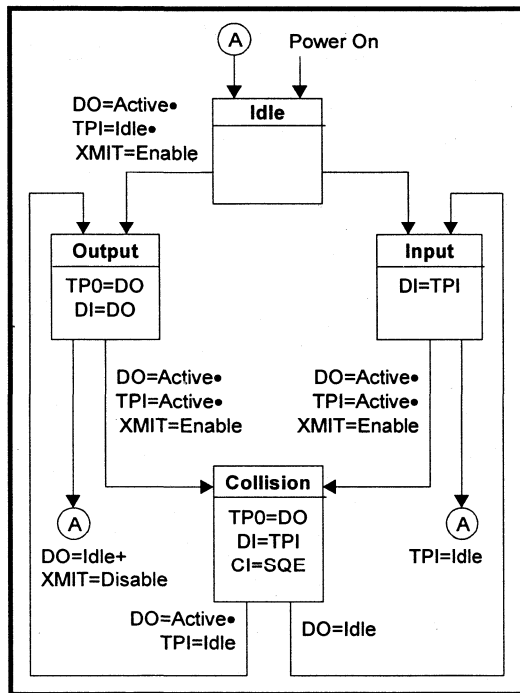 A
Power On
DO=Active•
TPI=Idle•
XMIT=Enable
Idle
Output
TP0=DO
DI=DO
Input
DI=TPI
DO=Active•
TPI=Active•
XMIT=Enable
DO=Active•
TPI=Active•
XMIT=Enable
Collision
TP0=DO
DI=TPI
CI=SQE
A
DO=Idle+
XMIT=Disable
A
TPI=Idle
DO=Active•
TPI=Idle
DO=Idle